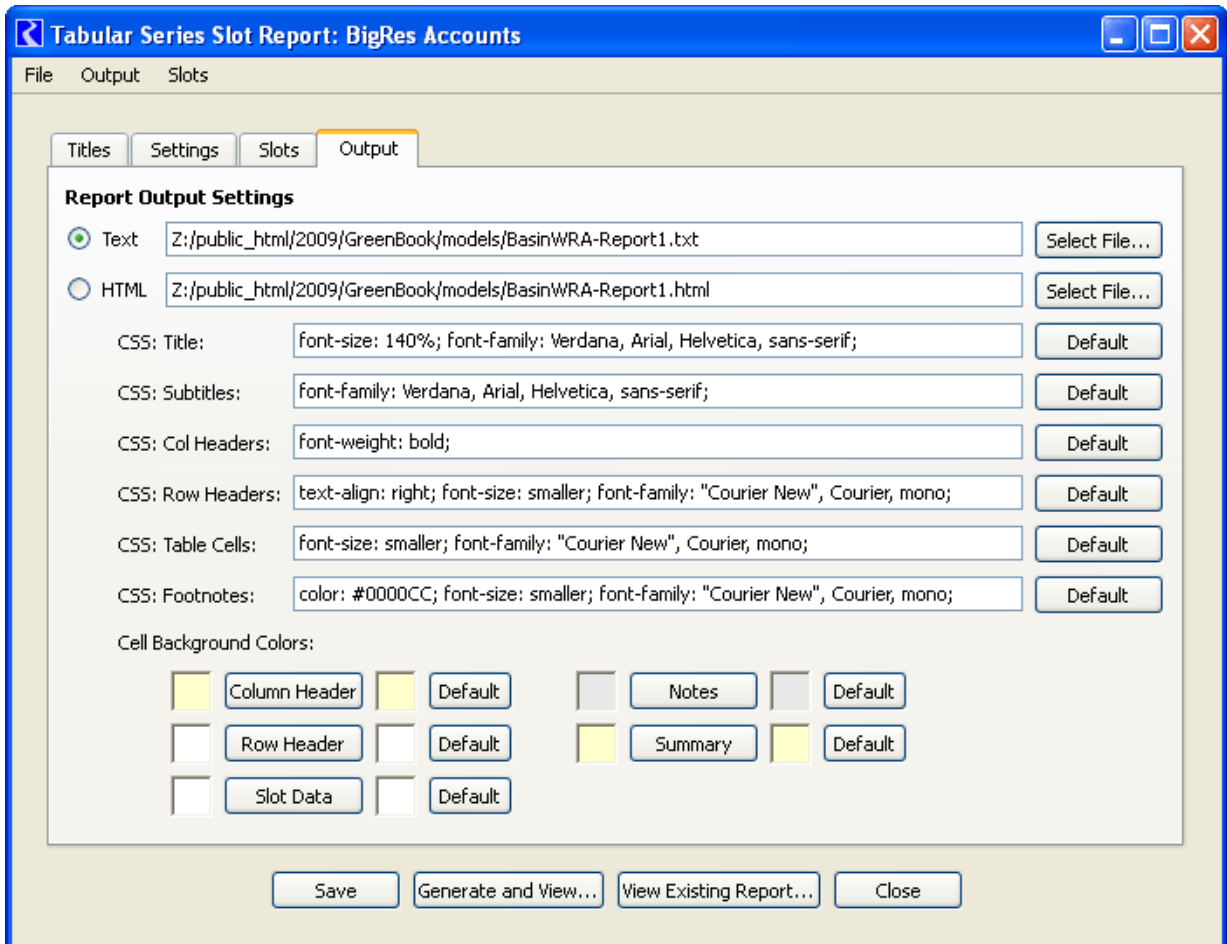 Tabular Series Slot Report: BigRes Accounts
File Output Slots
Titles Settings Slots Output
Report Output Settings
Text Z:/public_html/2009/GreenBook/models/BasinWRA-Report1.txt Select File...
HTML Z:/public_html/2009/GreenBook/models/BasinWRA-Report1.html Select File...
CSS: Title: font-size: 140%; font-family: Verdana, Arial, Helvetica, sans-serif; Default
CSS: Subtitles: font-family: Verdana, Arial, Helvetica, sans-serif; Default
CSS: Col Headers: font-weight: bold; Default
CSS: Row Headers: text-align: right; font-size: smaller; font-family: "Courier New", Courier, mono; Default
CSS: Table Cells: font-size: smaller; font-family: "Courier New", Courier, mono; Default
CSS: Footnotes: color: #0000CC; font-size: smaller; font-family: "Courier New", Courier, mono; Default
Cell Background Colors:
Column Header Default Notes Default
Row Header Default Summary Default
Slot Data Default
Save Generate and View... View Existing Report... Close